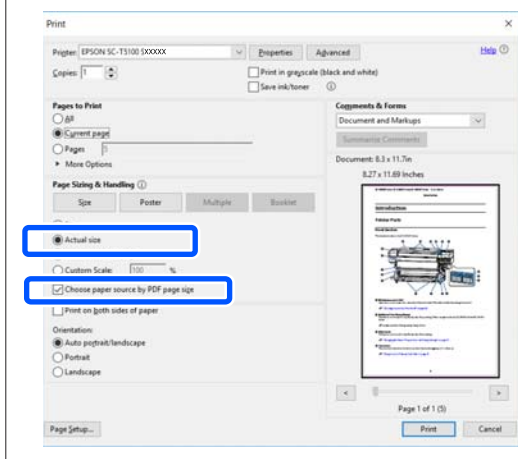 Print
Printer: EPSON SC-T5100 SXXXXX
Properties
Advanced
Help
Copies: 1
Print in grayscale (black and white)
Save ink/toner
Pages to Print
All
Current page
Pages
More Options
Comments & Forms
Document and Markups
Summarize Comments
Document: 8.3 x 11.7in
8.27 x 11.69 Inches
Page Sizing & Handling
Size
Poster
Multiple
Booklet
Actual size
Custom Scale: 100 %
Choose paper source by PDF page size
Print on both sides of paper
Orientation:
Auto portrait/landscape
Portrait
Landscape
Introduction
Printer Parts
<
>
Page 1 of 1 (5)
Page Setup...
Print
Cancel